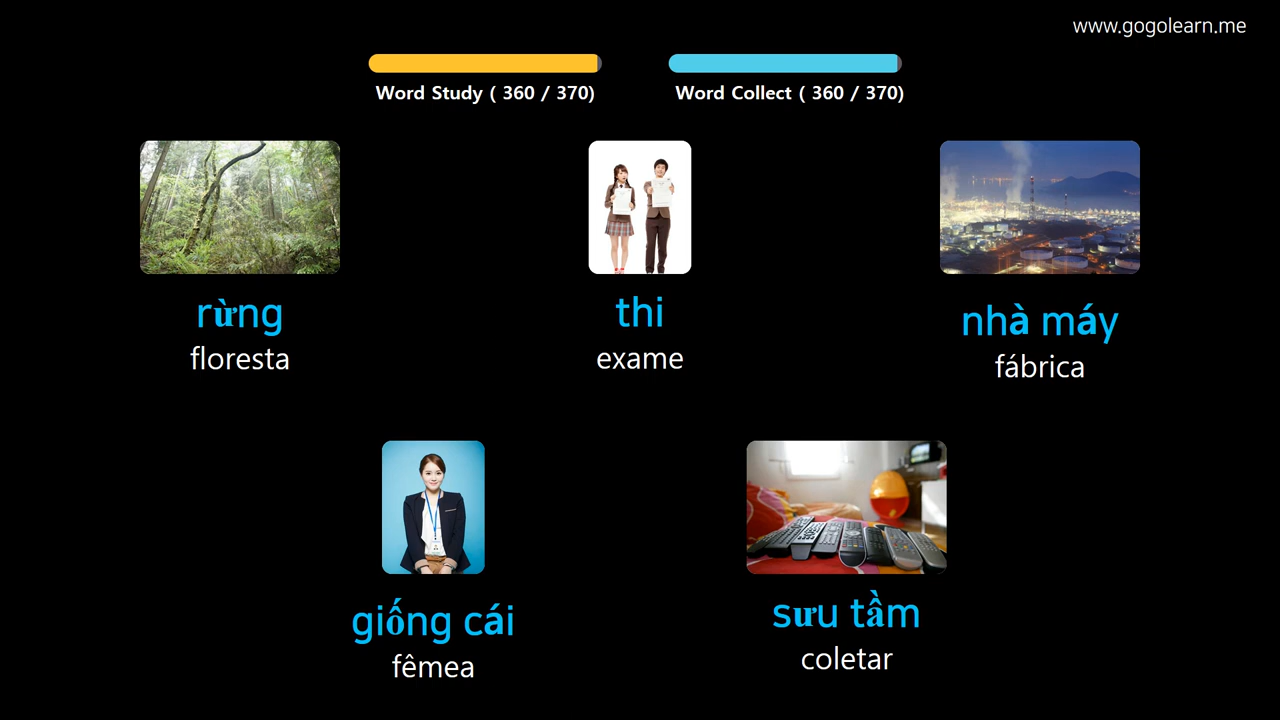 www.gogolearn.me
Word Study ( 360 / 370)
Word Collect ( 360 / 370)
rừng
floresta
thi
exame
nhà máy
fábrica
giống cái
fêmea
sưu tầm
coletar